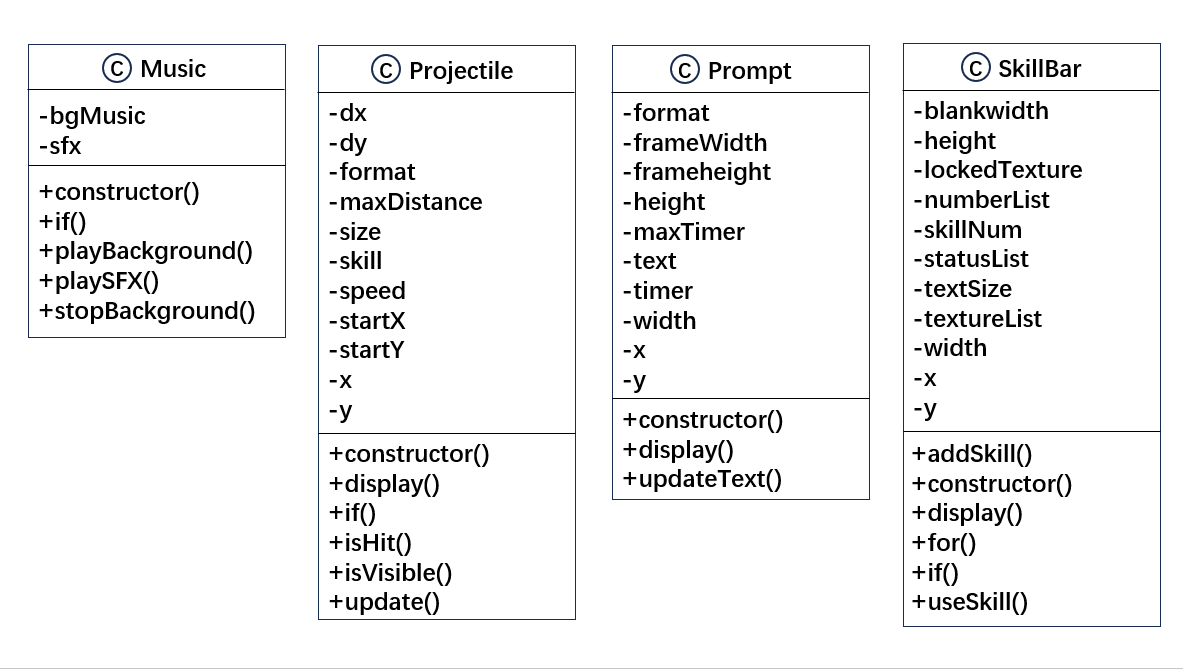 C Music
-bgMusic
-sfx
+constructor()
+if()
+playBackground()
+playSFX()
+stopBackground()
C Projectile
-dx
-dy
-format
-maxDistance
-size
-skill
-speed
-startX
-startY
-x
-y
+constructor()
+display()
+if()
+isHit()
+isVisible()
+update()
C Prompt
-format
-frameWidth
-frameheight
-height
-maxTimer
-text
-timer
-width
-x
-y
+constructor()
+display()
+updateText()
C SkillBar
-blankwidth
-height
-lockedTexture
-numberList
-skillNum
-statusList
-textSize
-textureList
-width
-x
-y
+addSkill()
+constructor()
+display()
+for()
+if()
+useSkill()